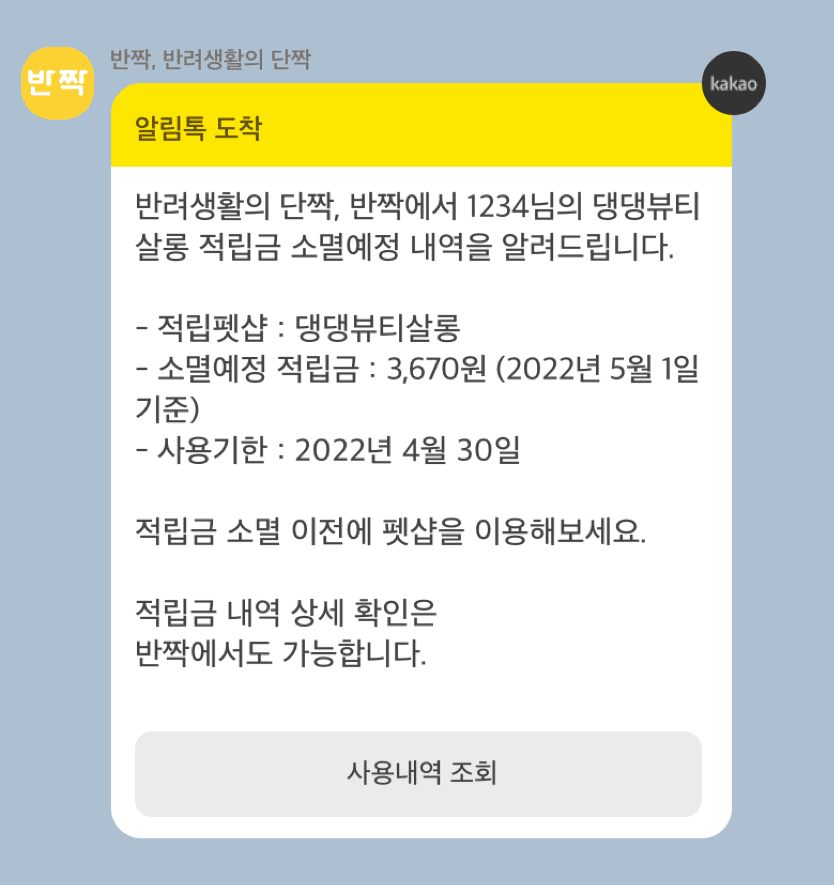 반짝, 반려생활의 단짝
반짝
kakao
알림톡 도착
반려생활의 단짝, 반짝에서 1234님의 댕댕뷰티
살롱 적립금 소멸예정 내역을 알려드립니다.
- 적립펫샵 : 댕댕뷰티살롱
- 소멸예정 적립금 : 3,670원 (2022년 5월 1일
기준)
- 사용기한 : 2022년 4월 30일
적립금 소멸 이전에 펫샵을 이용해보세요.
적립금 내역 상세 확인은
반짝에서도 가능합니다.
사용내역 조회